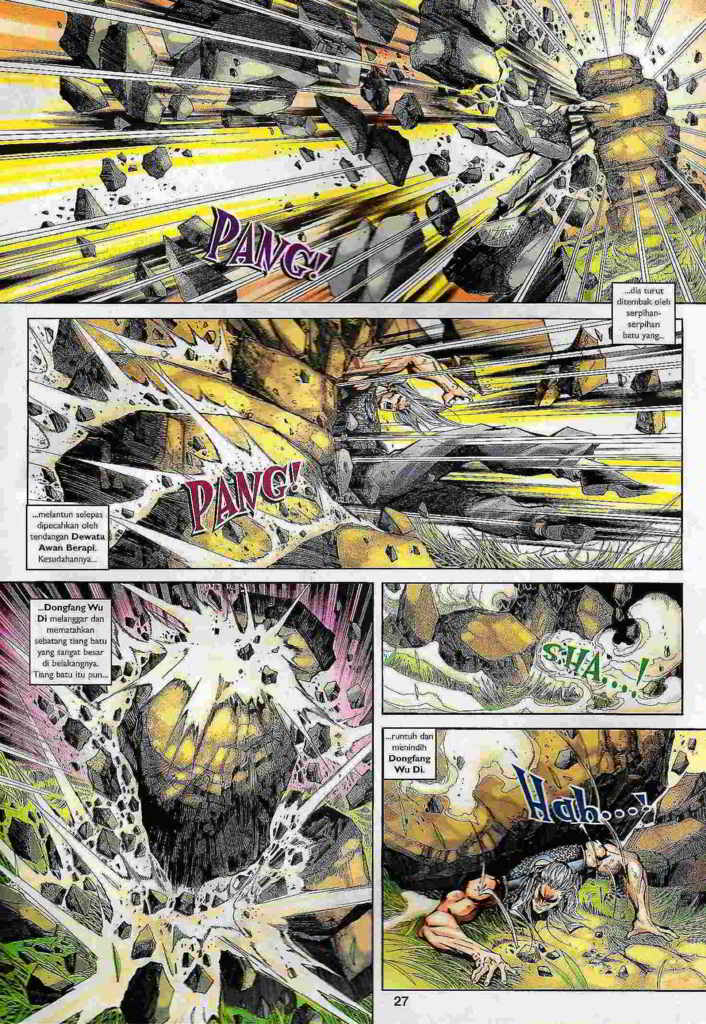 PANG!
...dia turut
ditembak oleh
serpihan-
serpihan
batu yang...
PANG!
...melantun selepas
dipecahkan oleh
tendangan Dewata
Awan Berapi.
Kesudahannya...
...Dongfang Wu
Di melanggar dan
mematahkan
sebatang tiang batu
yang sangat besar
di belakangnya.
Tiang batu itu pun...
SHA...!
...runtuh dan
menindih
Dongfang
Wu Di.
Hah...!
27